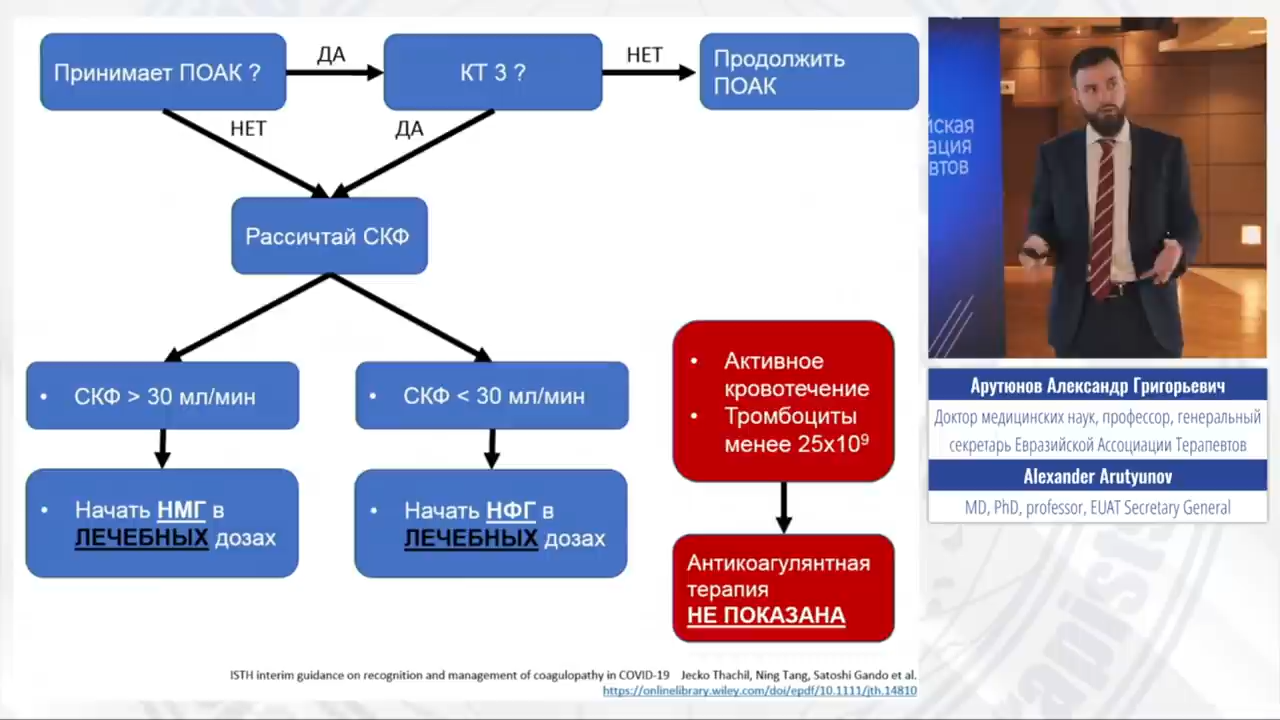 Принимает ПОАК ?
ДА
КТ 3 ?
НЕТ
Продолжить
ПОАК
НЕТ
ДА
Рассичтай СКФ
• СКФ > 30 мл/мин
• СКФ < 30 мл/мин
• Начать НМГ в
ЛЕЧЕБНЫХ дозах
• Начать НФГ в
ЛЕЧЕБНЫХ дозах
• Активное
кровотечение
• Тромбоциты
менее 25х10⁹
Антикоагулянтная
терапия
НЕ ПОКАЗАНА
ISTH interim guidance on recognition and management of coagulopathy in COVID-19 Jecko Thachil, Ning Tang, Satoshi Gando et al.
https://onlinelibrary.wiley.com/doi/epdf/10.1111/jth.14810
йская
ация
втов
Арутюнов Александр Григорьевич
Доктор медицинских наук, профессор, генеральный
секретарь Евразийской Ассоциации Терапевтов
Alexander Arutyunov
MD, PhD, professor, EUAT Secretary General